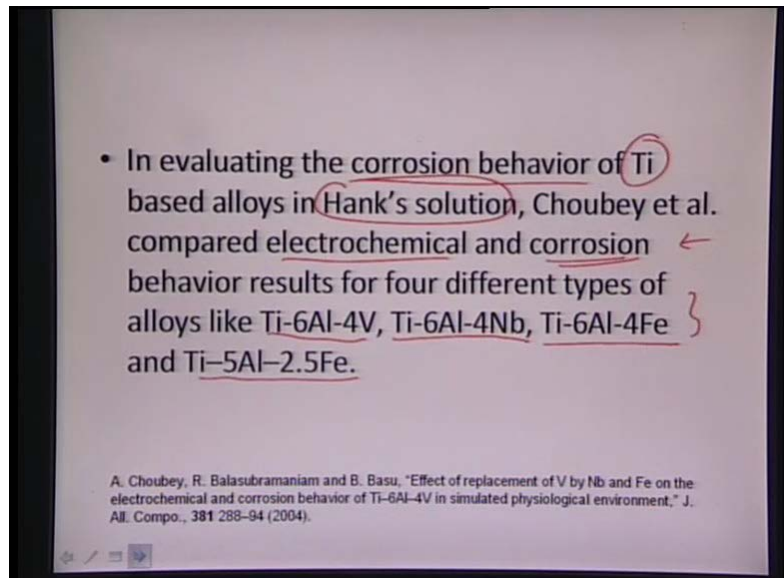 • In evaluating the corrosion behavior of Ti
based alloys in Hank's solution, Choubey et al.
compared electrochemical and corrosion
behavior results for four different types of
alloys like Ti-6Al-4V, Ti-6Al-4Nb, Ti-6Al-4Fe
and Ti–5Al–2.5Fe.
A. Choubey, R. Balasubramaniam and B. Basu, "Effect of replacement of V by Nb and Fe on the
electrochemical and corrosion behavior of Ti–6Al–4V in simulated physiological environment," J.
All. Compo., 381 288–94 (2004).